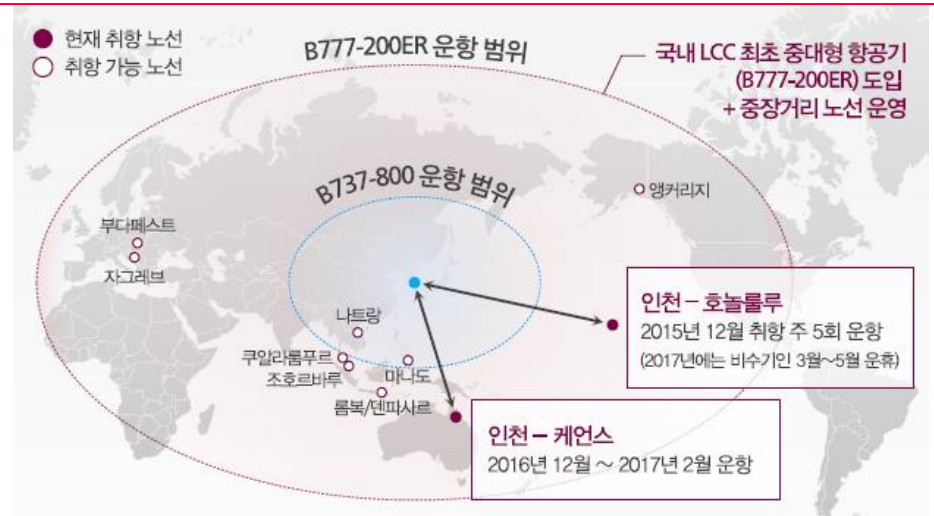 현재 취항 노선
취항 가능 노선
B777-200ER 운항 범위
국내 LCC 최초 중대형 항공기
(B777-200ER) 도입
+ 중장거리 노선 운영
B737-800 운항 범위
앵커리지
부다페스트
자그레브
나트랑
쿠알라룸푸르
조호르바루
마나도
롬복/덴파사르
인천 – 호놀룰루
2015년 12월 취항 주 5회 운항
(2017년에는 비수기인 3월~5월 운휴)
인천 – 케언스
2016년 12월 ~ 2017년 2월 운항